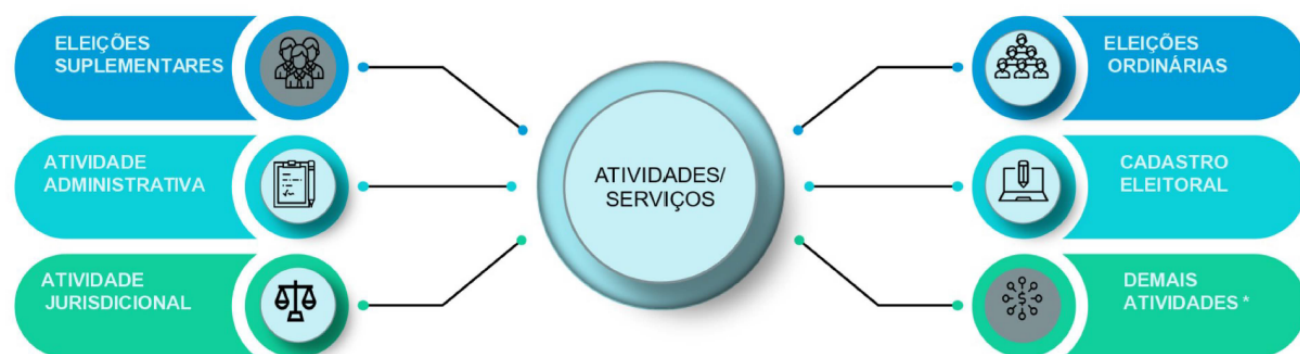 ELEIÇÕES
SUPLEMENTARES
ATIVIDADE
ADMINISTRATIVA
ATIVIDADE
JURISDICIONAL
ATIVIDADES/
SERVIÇOS
ELEIÇÕES
ORDINÁRIAS
CADASTRO
ELEITORAL
DEMAIS
ATIVIDADES *